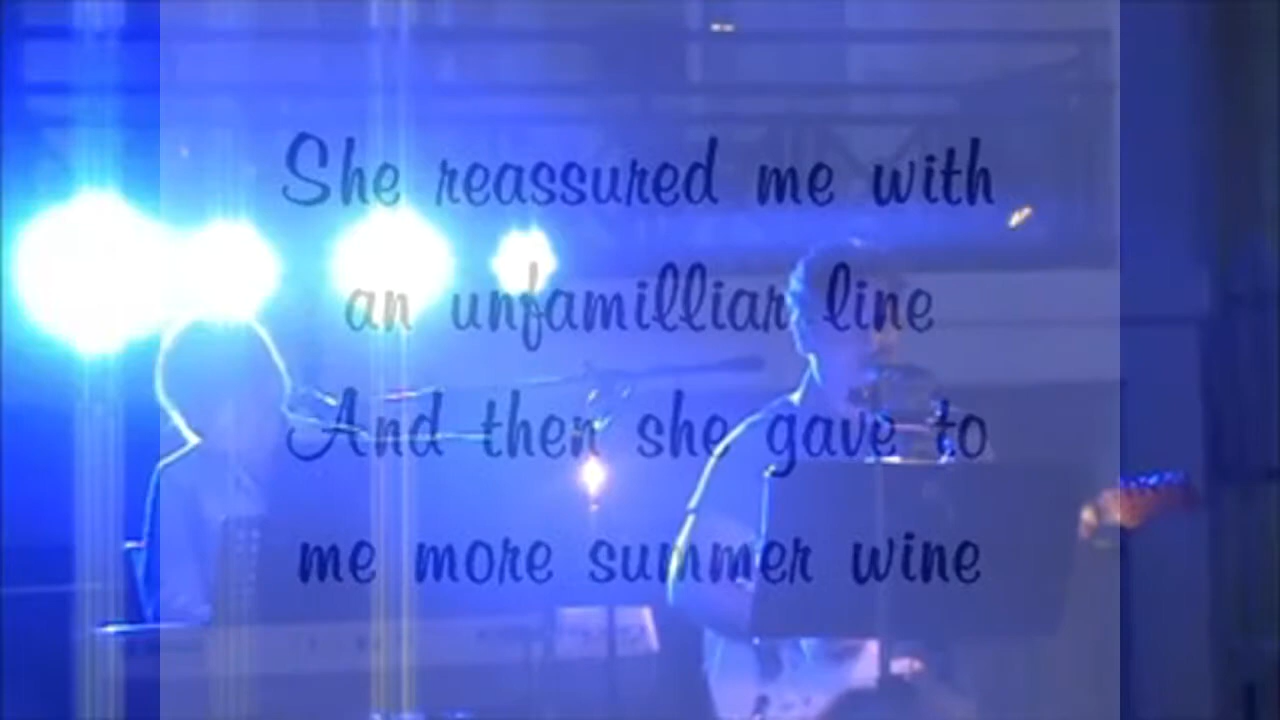 She reassured me with
an unfamilliar line
And then she gave to
me more summer wine